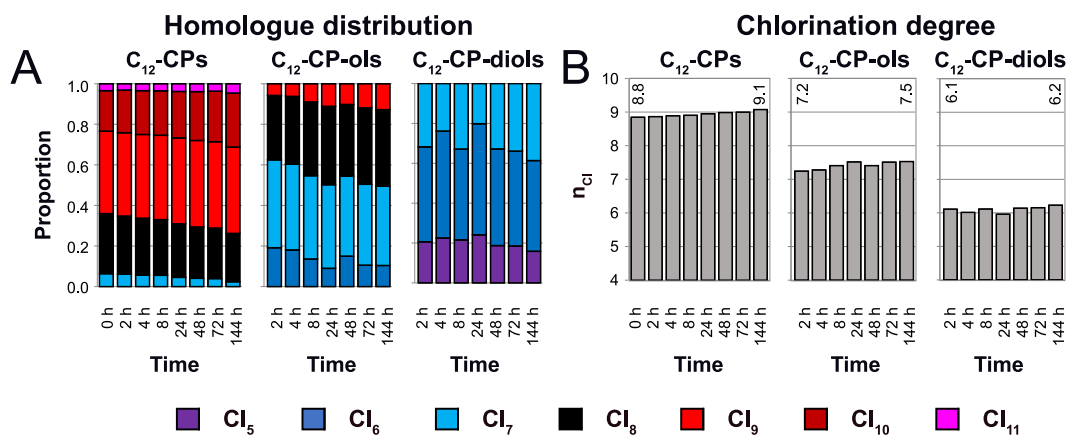 Homologue distribution
Chlorination degree
A
C12-CPs
C12-CP-ols
C12-CP-diols
B
C12-CPs
C12-CP-ols
C12-CP-diols
Proportion
1.0
0.8
0.6
0.4
0.2
0.0
0 h 2 h 4 h 8 h 24 h 48 h 72 h 144 h
2 h 4 h 8 h 24 h 48 h 72 h 144 h
2 h 4 h 8 h 24 h 48 h 72 h 144 h
Time
Time
Time
nCl
10
9
8
7
6
5
4
8.8
9.1
7.2
7.5
6.1
6.2
0 h 2 h 4 h 8 h 24 h 48 h 72 h 144 h
2 h 4 h 8 h 24 h 48 h 72 h 144 h
2 h 4 h 8 h 24 h 48 h 72 h 144 h
Time
Time
Time
Cl5 Cl6 Cl7 Cl8 Cl9 Cl10 Cl11